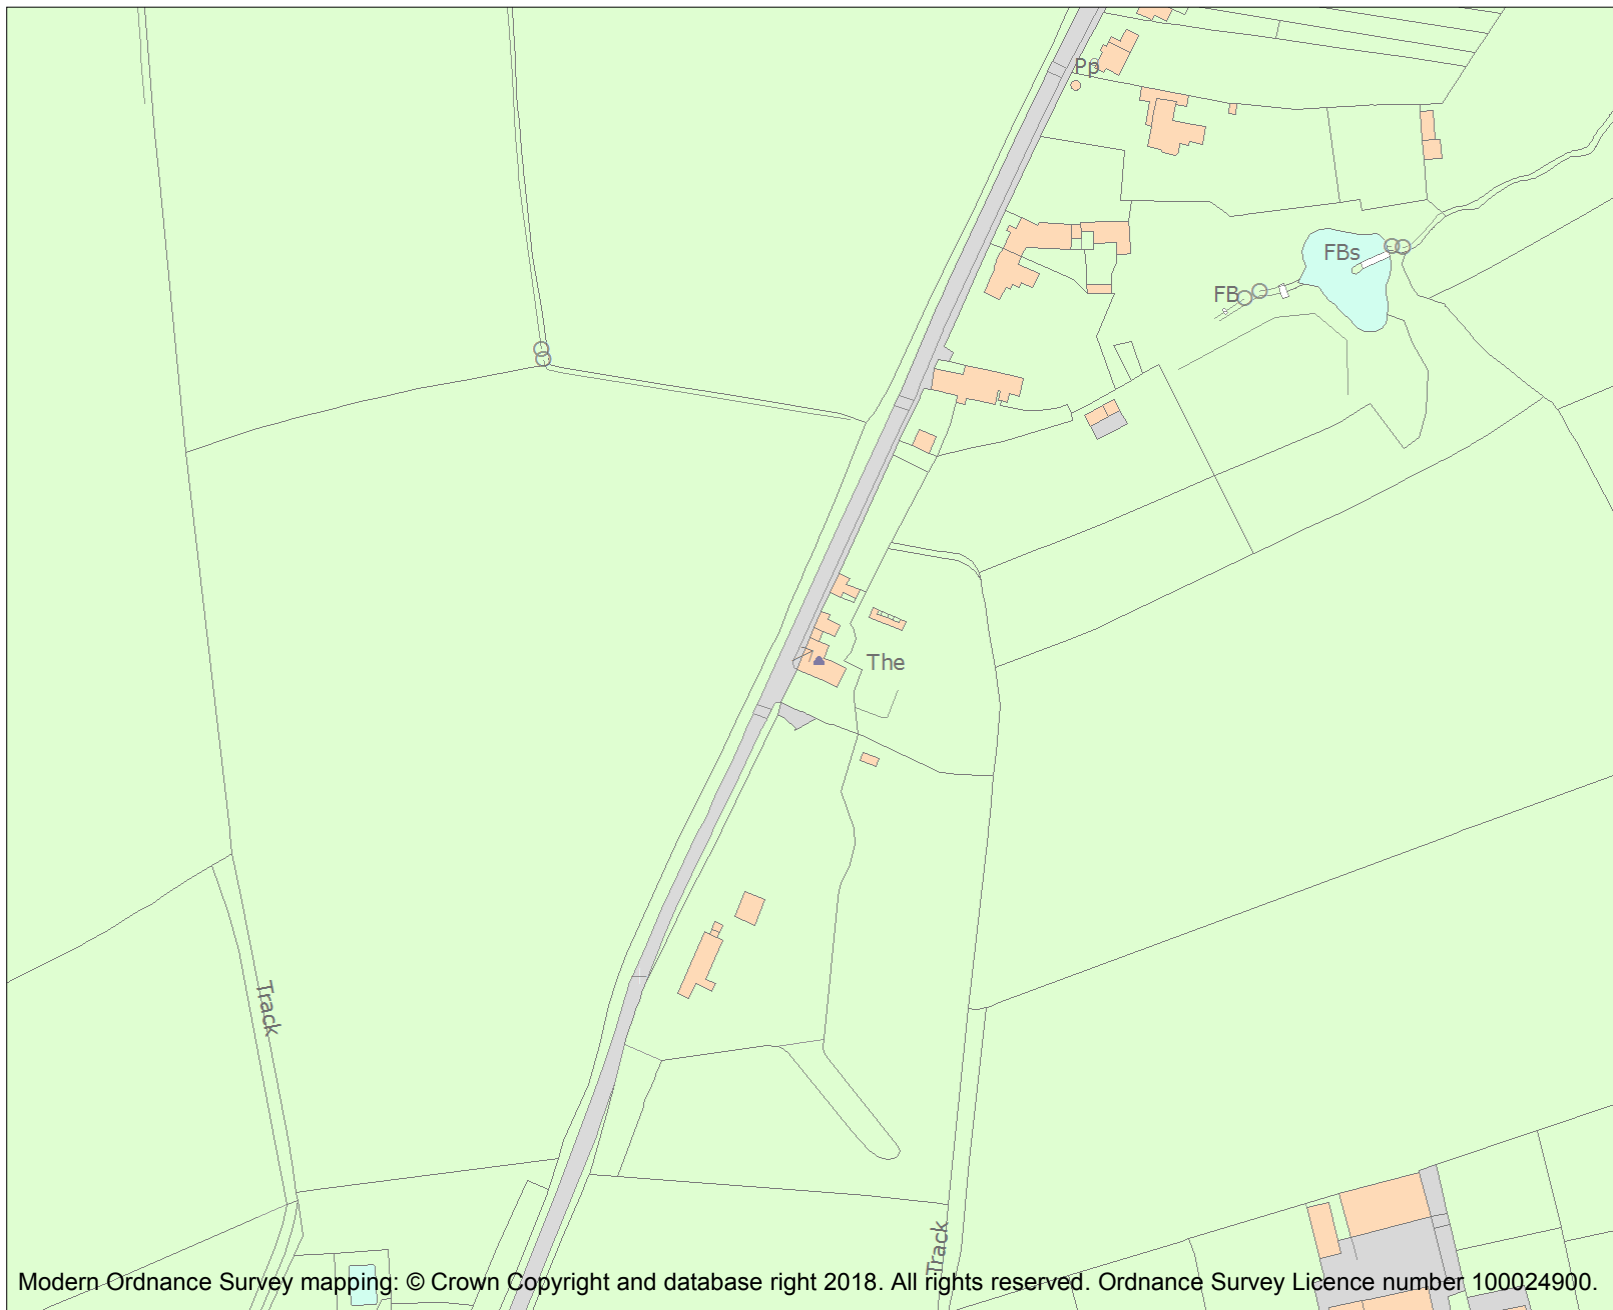 Pp
FBs
FB
The
Track
Track
Modern Ordnance Survey mapping: © Crown Copyright and database right 2018. All rights reserved. Ordnance Survey Licence number 100024900.